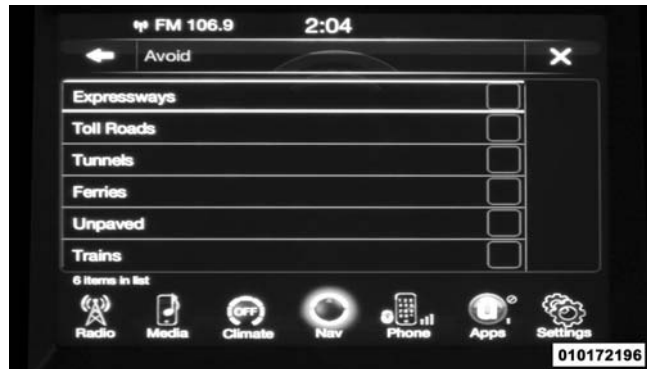 FM 106.9 2:04
Avoid
Expressways
Toll Roads
Tunnels
Ferries
Unpaved
Trains
6 items in list
OFF
Radio Media Climate Nav Phone Apps Settings
010172196